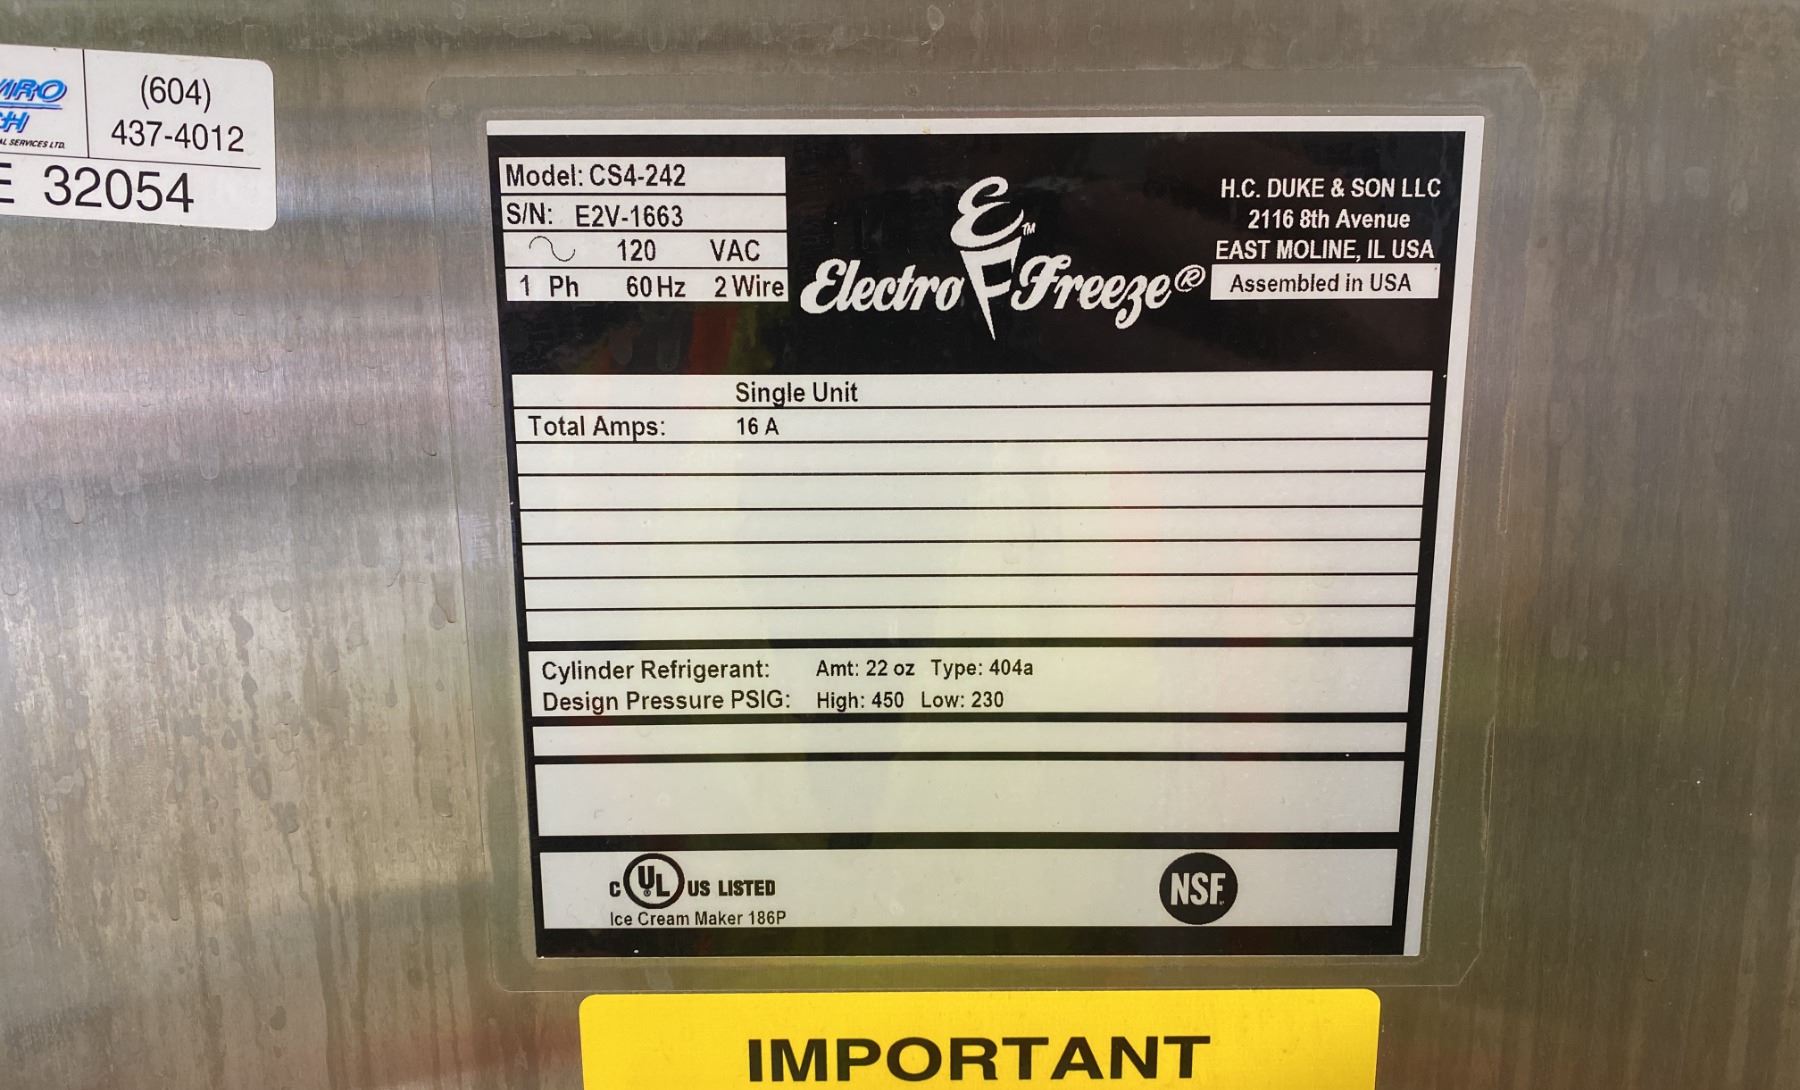 (604)
437-4012
32054
Model: CS4-242
S/N: E2V-1663
120 VAC
1 Ph 60 Hz 2 Wire
E
F™
Electro Freeze®
H.C. DUKE & SON LLC
2116 8th Avenue
EAST MOLINE, IL USA
Assembled in USA
Single Unit
Total Amps: 16 A
Cylinder Refrigerant: Amt: 22 oz Type: 404a
Design Pressure PSIG: High: 450 Low: 230
C UL® US LISTED
Ice Cream Maker 186P
NSF
IMPORTANT